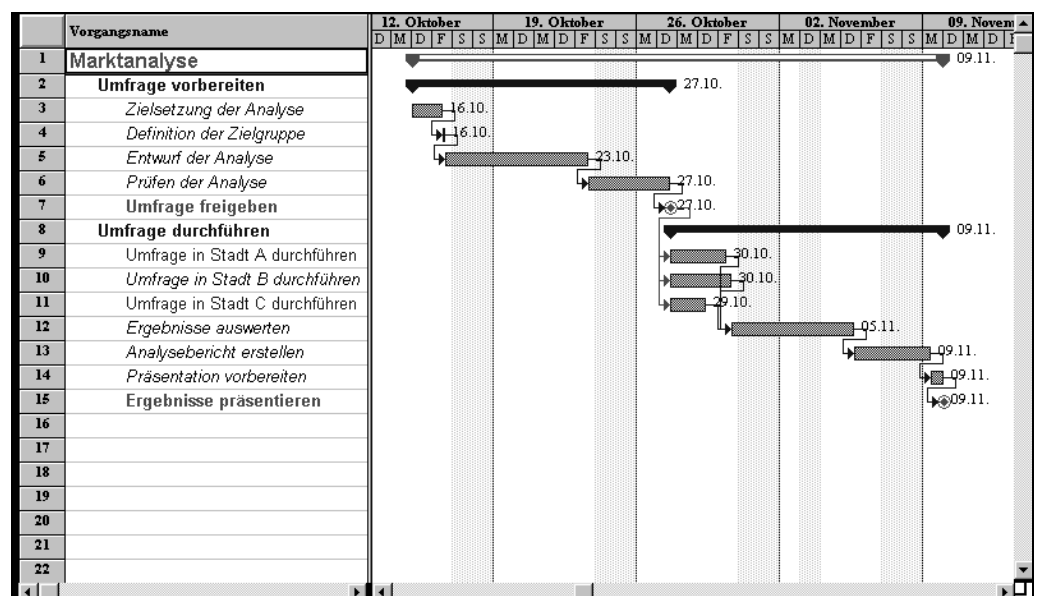 Vorgangsname
12. Oktober 19. Oktober 26. Oktober 02. November 09. Novem
D M D F S S M D M D F S S M D M D F S S M D M D F S S M D M D
1 Marktanalyse 09.11.
2 Umfrage vorbereiten 27.10.
3 Zielsetzung der Analyse 16.10.
4 Definition der Zielgruppe 16.10.
5 Entwurf der Analyse 23.10.
6 Prüfen der Analyse 27.10.
7 Umfrage freigeben 27.10.
8 Umfrage durchführen 09.11.
9 Umfrage in Stadt A durchführen 30.10.
10 Umfrage in Stadt B durchführen 30.10.
11 Umfrage in Stadt C durchführen 29.10.
12 Ergebnisse auswerten 05.11.
13 Analysebericht erstellen 09.11.
14 Präsentation vorbereiten 09.11.
15 Ergebnisse präsentieren 09.11.
16
17
18
19
20
21
22